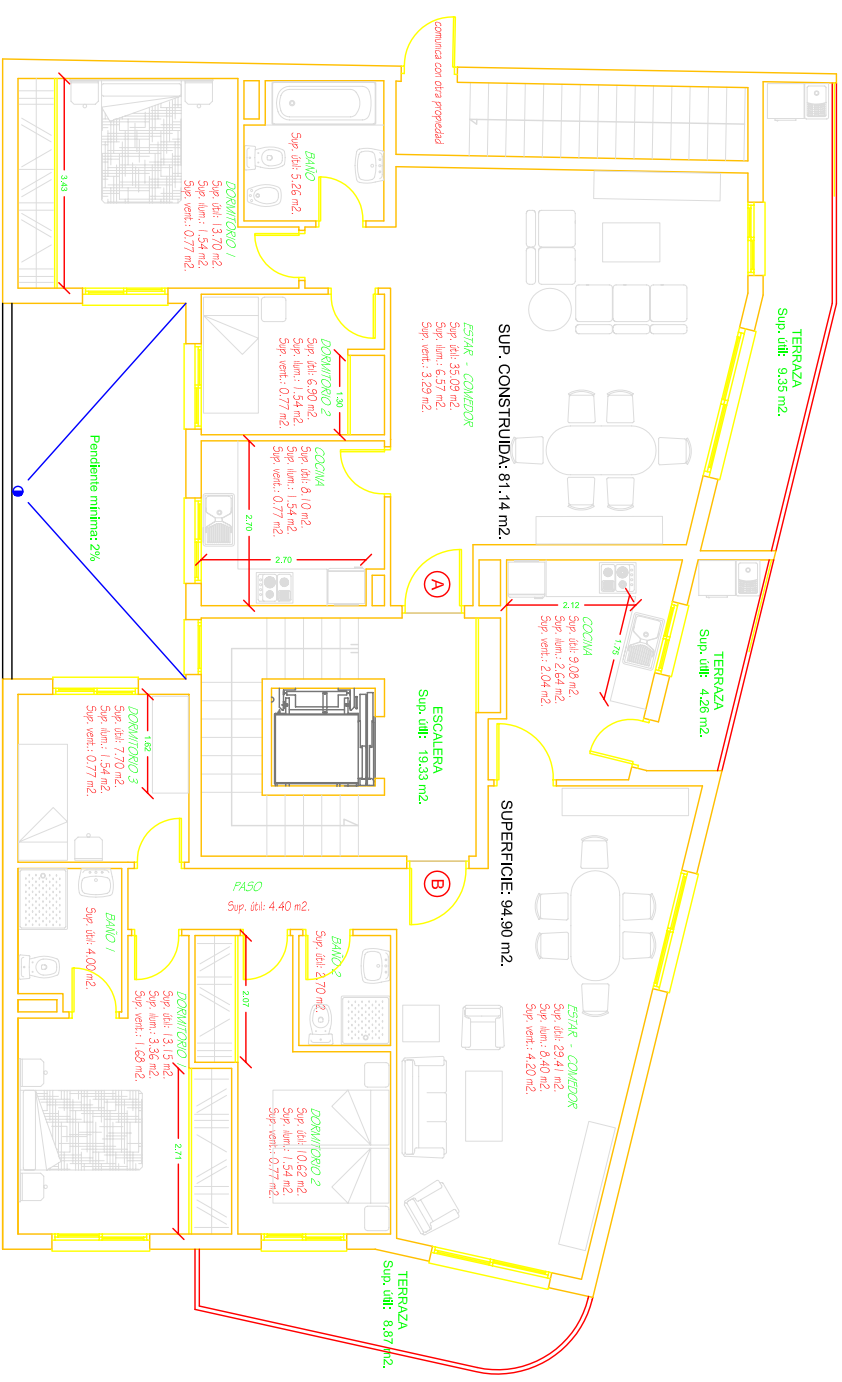 comunica con otra propiedad
TERRAZA
Sup. útil: 9.35 m2.
BAÑO
Sup. útil: 5.26 m2.
DORMITORIO 1
Sup. útil: 13.70 m2.
Sup. ilum.: 1.54 m2.
Sup. vent.: 0.77 m2.
3.43
ESTAR - COMEDOR
Sup. útil: 35.09 m2.
Sup. ilum.: 6.57 m2.
Sup. vent.: 3.29 m2.
SUP. CONSTRUIDA: 81.14 m2.
DORMITORIO 2
Sup. útil: 6.90 m2.
Sup. ilum.: 1.54 m2.
Sup. vent.: 0.77 m2.
1.30
COCINA
Sup. útil: 8.10 m2.
Sup. ilum.: 1.54 m2.
Sup. vent.: 0.77 m2.
2.70
2.70
Pendiente mínima: 2%
A
COCINA
Sup. útil: 9.08 m2.
Sup. ilum.: 2.64 m2.
Sup. vent.: 2.04 m2.
2.12
1.75
TERRAZA
Sup. útil: 4.26 m2.
ESCALERA
Sup. útil: 19.33 m2.
SUPERFICIE: 94.90 m2.
B
DORMITORIO 3
Sup. útil: 7.70 m2.
Sup. ilum.: 1.54 m2.
Sup. vent.: 0.77 m2.
1.62
PASO
Sup. útil: 4.40 m2.
BAÑO 1
Sup. útil: 4.00 m2.
BAÑO 2
Sup. útil: 2.70 m2.
2.07
ESTAR - COMEDOR
Sup. útil: 29.41 m2.
Sup. ilum.: 8.40 m2.
Sup. vent.: 4.20 m2.
DORMITORIO 1
Sup. útil: 13.15 m2.
Sup. ilum.: 3.36 m2.
Sup. vent.: 1.68 m2.
2.71
DORMITORIO 2
Sup. útil: 10.62 m2.
Sup. ilum.: 1.54 m2.
Sup. vent.: 0.77 m2.
TERRAZA
Sup. útil: 8.87 m2.